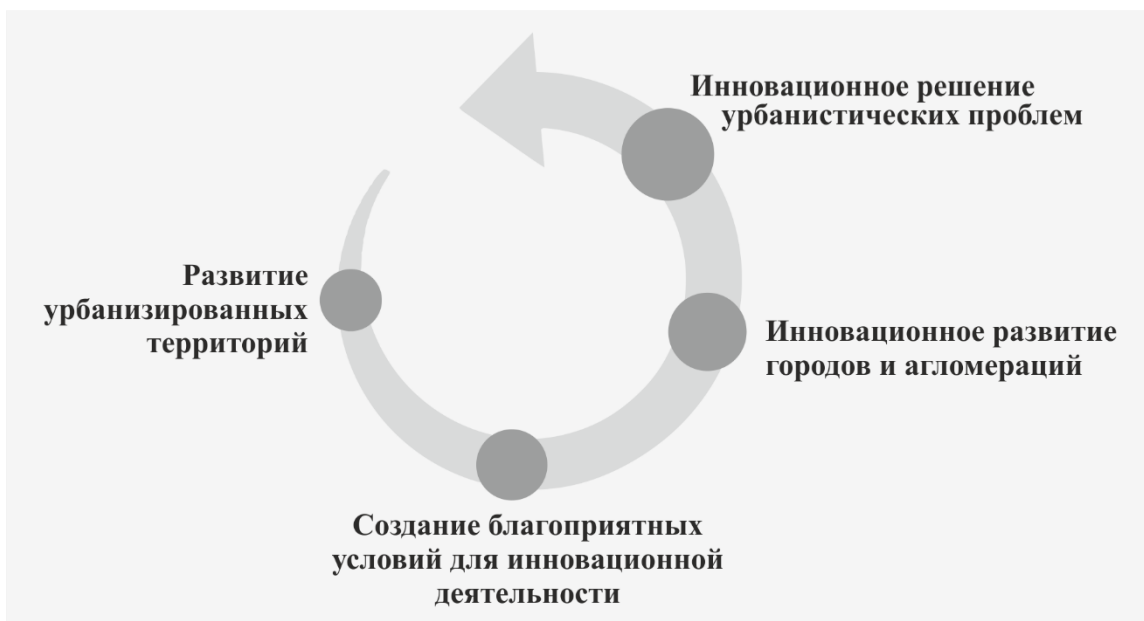 Инновационное решение
урбанистических проблем
Развитие
урбанизированных
территорий
Инновационное развитие
городов и агломераций
Создание благоприятных
условий для инновационной
деятельности